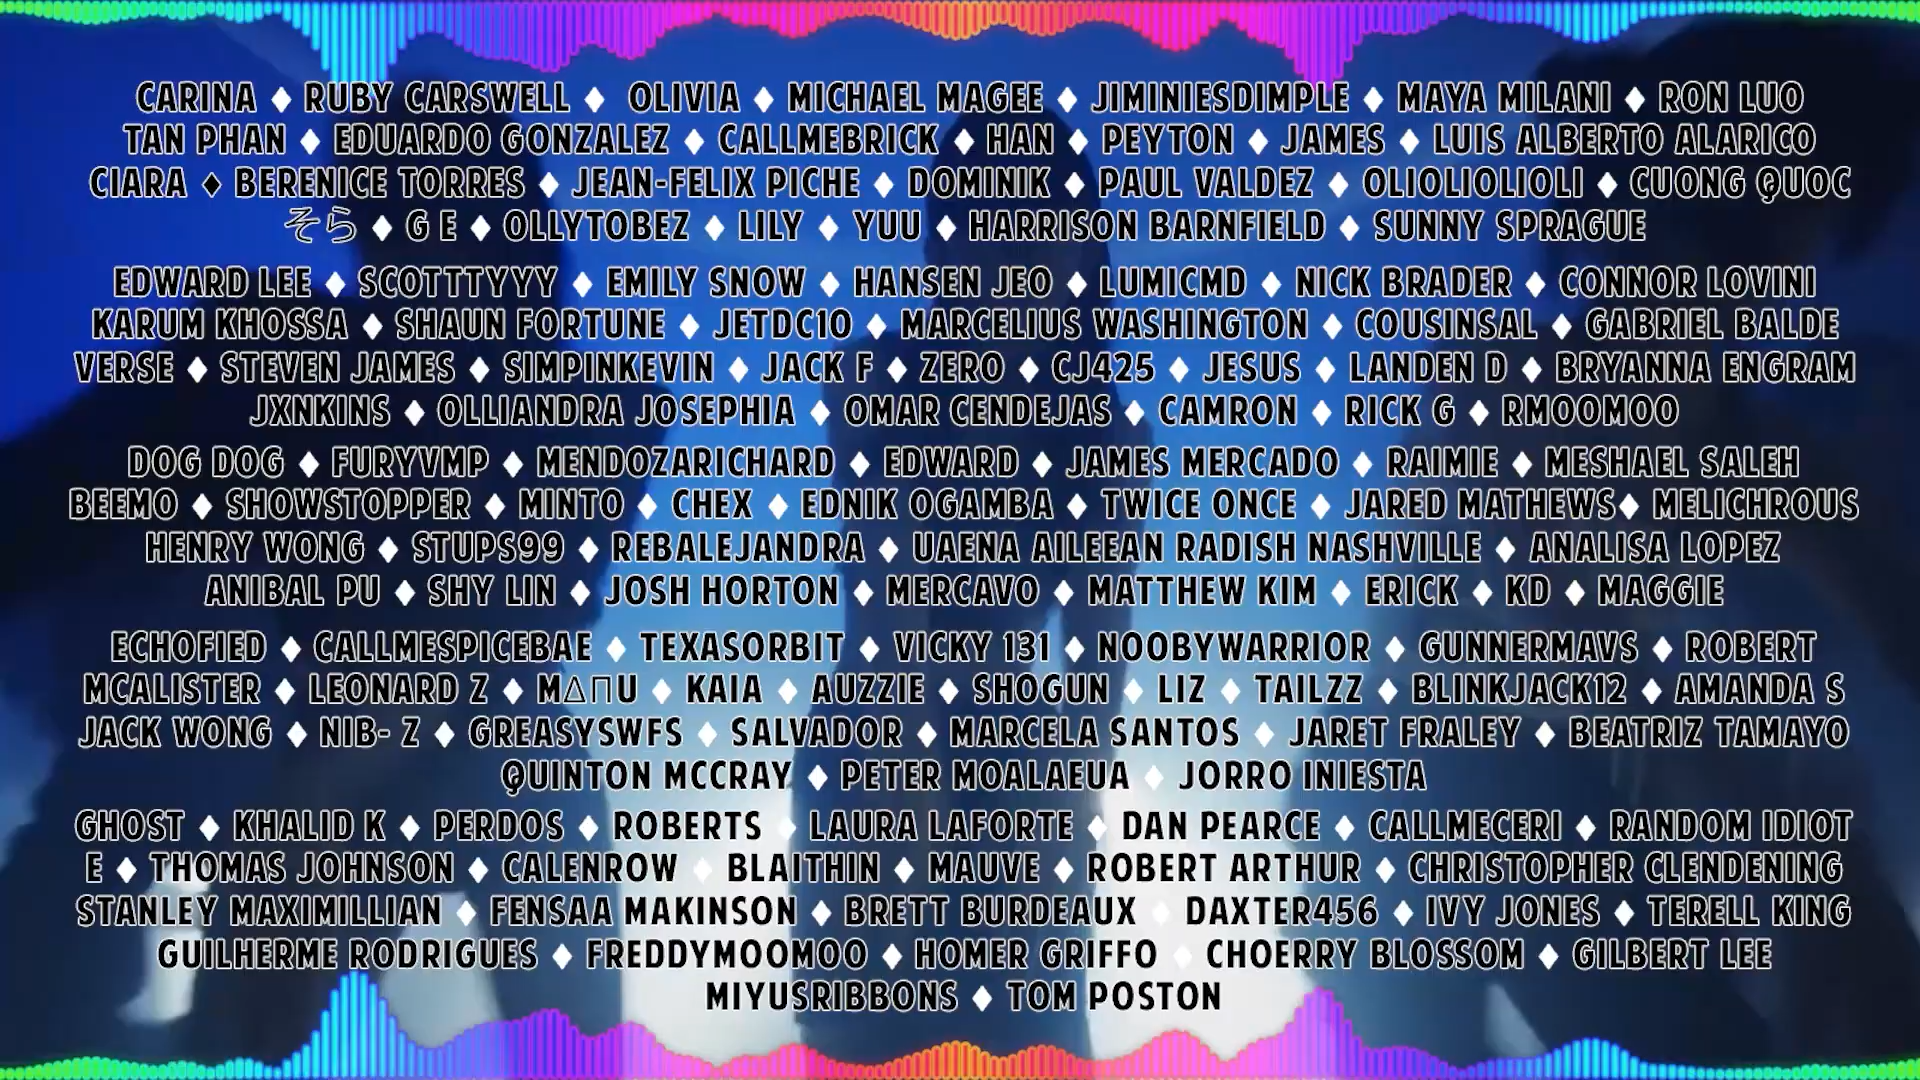 CARINA ♦ RUBY CARSWELL ♦ OLIVIA ♦ MICHAEL MAGEE ♦ JIMINIESDIMPLE ♦ MAYA MILANI ♦ RON LUO
TAN PHAN ♦ EDUARDO GONZALEZ ♦ CALLMEBRICK ♦ HAN ♦ PEYTON ♦ JAMES ♦ LUIS ALBERTO ALARICO
CIARA ♦ BERENICE TORRES ♦ JEAN-FELIX PICHE ♦ DOMINIK ♦ PAUL VALDEZ ♦ OLIOLIOLIOLI ♦ CUONG QUOC
そら ♦ G E ♦ OLLYTOBEZ ♦ LILY ♦ YUU ♦ HARRISON BARNFIELD ♦ SUNNY SPRAGUE
EDWARD LEE ♦ SCOTTTYYY ♦ EMILY SNOW ♦ HANSEN JEO ♦ LUMICMD ♦ NICK BRADER ♦ CONNOR LOVINI
KARUM KHOSSA ♦ SHAUN FORTUNE ♦ JETDC10 ♦ MARCELIUS WASHINGTON ♦ COUSINSAL ♦ GABRIEL BALDE
VERSE ♦ STEVEN JAMES ♦ SIMPINKEVIN ♦ JACK F ♦ ZERO ♦ CJ425 ♦ JESUS ♦ LANDEN D ♦ BRYANNA ENGRAM
JXNKINS ♦ OLLIANDRA JOSEPHIA ♦ OMAR CENDEJAS ♦ CAMRON ♦ RICK G ♦ RMOOMOO
DOG DOG ♦ FURYVMP ♦ MENDOZARICHARD ♦ EDWARD ♦ JAMES MERCADO ♦ RAIMIE ♦ MESHAEL SALEH
BEEMO ♦ SHOWSTOPPER ♦ MINTO ♦ CHEX ♦ EDNIK OGAMBA ♦ TWICE ONCE ♦ JARED MATHEWS♦ MELICHROUS
HENRY WONG ♦ STUPS99 ♦ REBALEJANDRA ♦ UAENA AILEEAN RADISH NASHVILLE ♦ ANALISA LOPEZ
ANIBAL PU ♦ SHY LIN ♦ JOSH HORTON ♦ MERCAVO ♦ MATTHEW KIM ♦ ERICK ♦ KD ♦ MAGGIE
ECHOFIED ♦ CALLMESPICEBAE ♦ TEXASORBIT ♦ VICKY 131 ♦ NOOBYWARRIOR ♦ GUNNERMAVS ♦ ROBERT
MCALISTER ♦ LEONARD Z ♦ MΔΠU ♦ KAIA ♦ AUZZIE ♦ SHOGUN ♦ LIZ ♦ TAILZZ ♦ BLINKJACK12 ♦ AMANDA S
JACK WONG ♦ NIB- Z ♦ GREASYSWFS ♦ SALVADOR ♦ MARCELA SANTOS ♦ JARET FRALEY ♦ BEATRIZ TAMAYO
QUINTON MCCRAY ♦ PETER MOALAEUA ♦ JORRO INIESTA
GHOST ♦ KHALID K ♦ PERDOS ♦ ROBERTS ♦ LAURA LAFORTE ♦ DAN PEARCE ♦ CALLMECERI ♦ RANDOM IDIOT
E ♦ THOMAS JOHNSON ♦ CALENROW ♦ BLAITHIN ♦ MAUVE ♦ ROBERT ARTHUR ♦ CHRISTOPHER CLENDENING
STANLEY MAXIMILLIAN ♦ FENSAA MAKINSON ♦ BRETT BURDEAUX ♦ DAXTER456 ♦ IVY JONES ♦ TERELL KING
GUILHERME RODRIGUES ♦ FREDDYMOOMOO ♦ HOMER GRIFFO ♦ CHOERRY BLOSSOM ♦ GILBERT LEE
MIYUSRIBBONS ♦ TOM POSTON